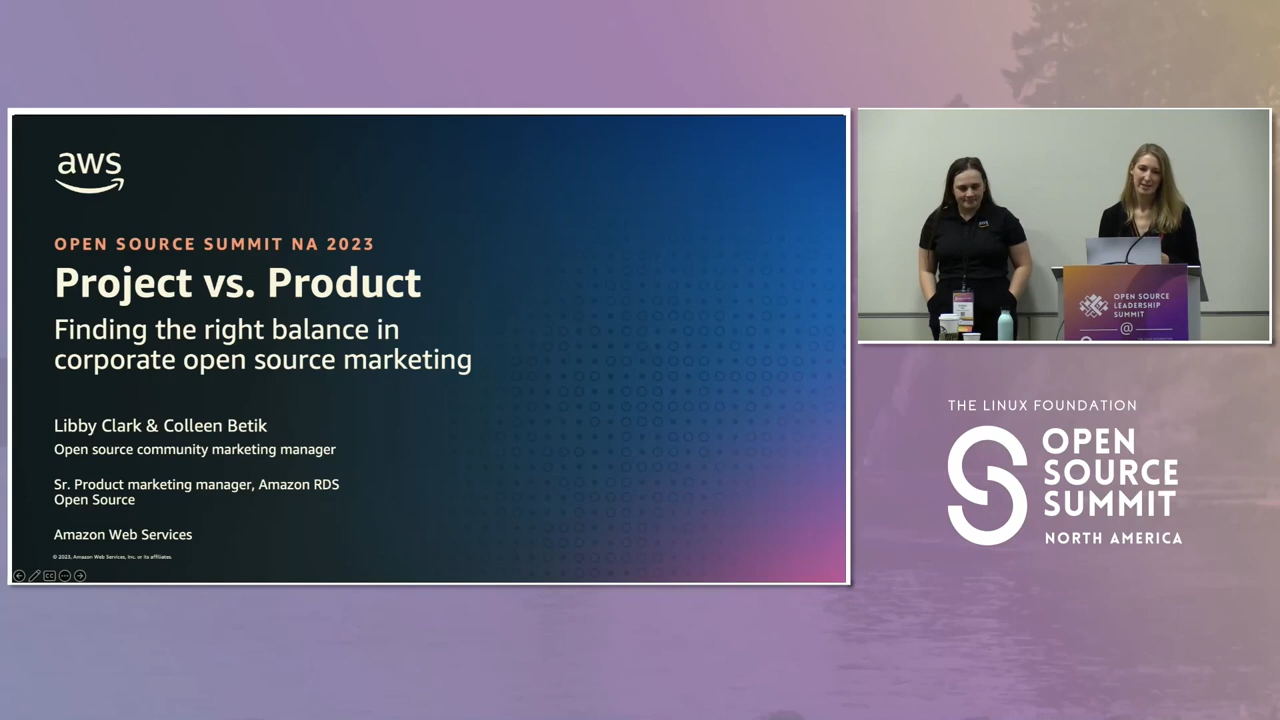 aws
OPEN SOURCE SUMMIT NA 2023
Project vs. Product
Finding the right balance in
corporate open source marketing
Libby Clark & Colleen Betik
Open source community marketing manager
Sr. Product marketing manager, Amazon RDS
Open Source
Amazon Web Services
© 2023, Amazon Web Services, Inc. or its affiliates.
CC
aws
OPEN SOURCE
LEADERSHIP
SUMMIT
@
THE LINUX FOUNDATION
OPEN
SOURCE
SUMMIT
NORTH AMERICA